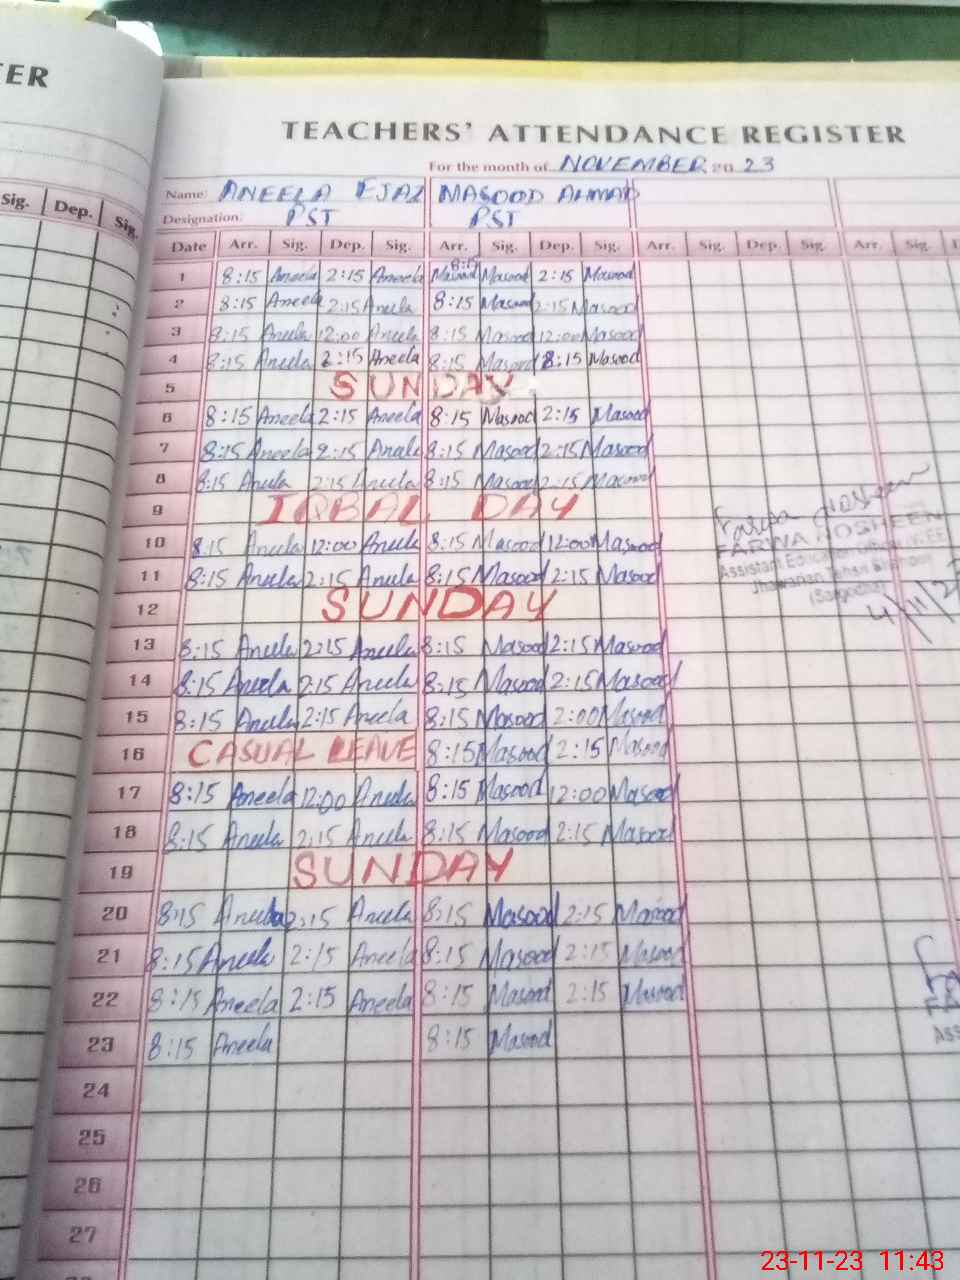 TER
TEACHERS' ATTENDANCE REGISTER
For the month of NOVEMBER 20 23
Name: ANEELA EJAZ MASOOD AHMAD
Designation: PST PST
Sig. Dep. Sig.
Date Arr. Sig. Dep. Sig. Arr. Sig. Dep. Sig. Arr. Sig. Dep. Sig. Arr. Sig. D
1 8:15 Aneela 2:15 Aneela 8:15 Masood Masood 2:15 Masood
2 8:15 Aneela 2:15 Aneela 8:15 Masood 2:15 Masood
3 8:15 Aneela 12:00 Aneela 8:15 Masood 12:00 Masood
4 8:15 Aneela 2:15 Aneela 8:15 Masood 8:15 Masood
5 SUNDAY
6 8:15 Aneela 2:15 Aneela 8:15 Masood 2:15 Masood
7 8:15 Aneela 2:15 Aneela 8:15 Masood 2:15 Masood
8 8:15 Aneela 2:15 Aneela 8:15 Masood 2:15 Masood
9 IQBAL DAY
10 8:15 Aneela 12:00 Aneela 8:15 Masood 12:00 Masood
11 8:15 Aneela 2:15 Aneela 8:15 Masood 2:15 Masood
12 SUNDAY
13 8:15 Aneela 2:15 Aneela 8:15 Masood 2:15 Masood
14 8:15 Aneela 2:15 Aneela 8:15 Masood 2:15 Masood
15 8:15 Aneela 2:15 Aneela 8:15 Masood 2:00 Masood
16 CASUAL LEAVE 8:15 Masood 2:15 Masood
17 8:15 Aneela 12:00 Aneela 8:15 Masood 12:00 Masood
18 8:15 Aneela 2:15 Aneela 8:15 Masood 2:15 Masood
19 SUNDAY
20 8:15 Aneela 2:15 Aneela 8:15 Masood 2:15 Masood
21 8:15 Aneela 2:15 Aneela 8:15 Masood 2:15 Masood
22 8:15 Aneela 2:15 Aneela 8:15 Masood 2:15 Masood
23 8:15 Aneela 8:15 Masood
24
25
26
27
FARWA NOSHEEN
Assistant Education
Jhawarian
(Sargodha)
FA
Ass
23-11-23 11:43